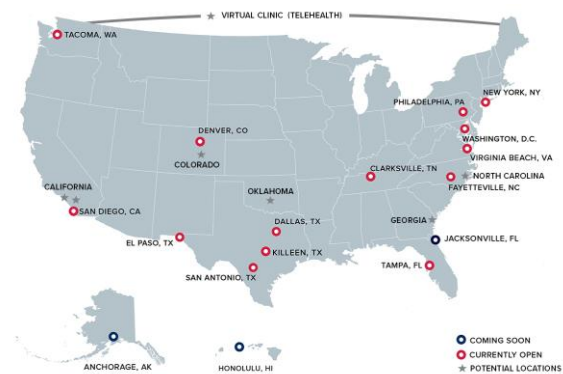 VIRTUAL CLINIC (TELEHEALTH)
TACOMA, WA
NEW YORK, NY
PHILADELPHIA, PA
DENVER, CO
WASHINGTON, D.C.
VIRGINIA BEACH, VA
COLORADO
CLARKSVILLE, TN
NORTH CAROLINA
CALIFORNIA
OKLAHOMA
FAYETTEVILLE, NC
SAN DIEGO, CA
GEORGIA
DALLAS, TX
EL PASO, TX
JACKSONVILLE, FL
KILLEEN, TX
TAMPA, FL
SAN ANTONIO, TX
COMING SOON
CURRENTLY OPEN
ANCHORAGE, AK
HONOLULU, HI
POTENTIAL LOCATIONS